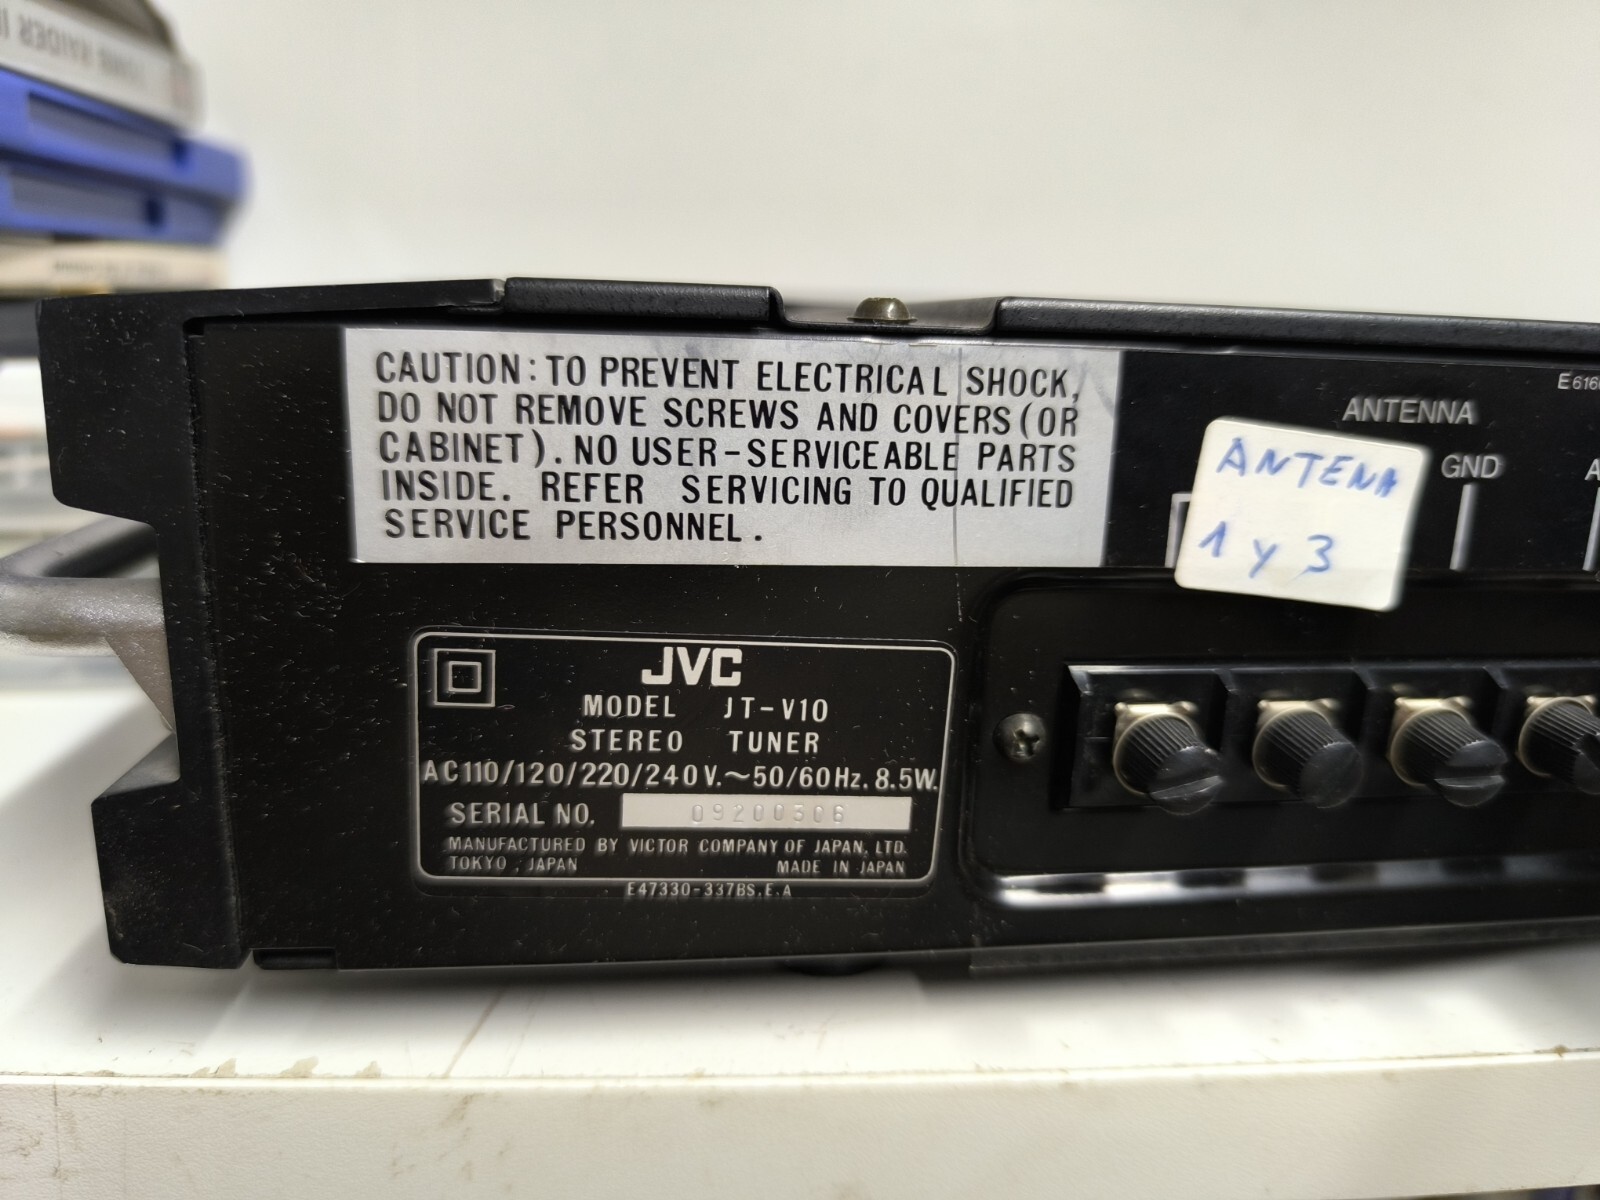 TOMB RAIDER
CAUTION: TO PREVENT ELECTRICAL SHOCK,
DO NOT REMOVE SCREWS AND COVERS (OR
CABINET). NO USER-SERVICEABLE PARTS
INSIDE. REFER SERVICING TO QUALIFIED
SERVICE PERSONNEL.
ANTENNA
GND
ANTENA
1 y 3
JVC
MODEL JT-V10
STEREO TUNER
AC110/120/220/240V.~50/60Hz. 8.5W.
SERIAL NO. 09200306
MANUFACTURED BY VICTOR COMPANY OF JAPAN, LTD.
TOKYO, JAPAN MADE IN JAPAN
E47330-337BS.E.A